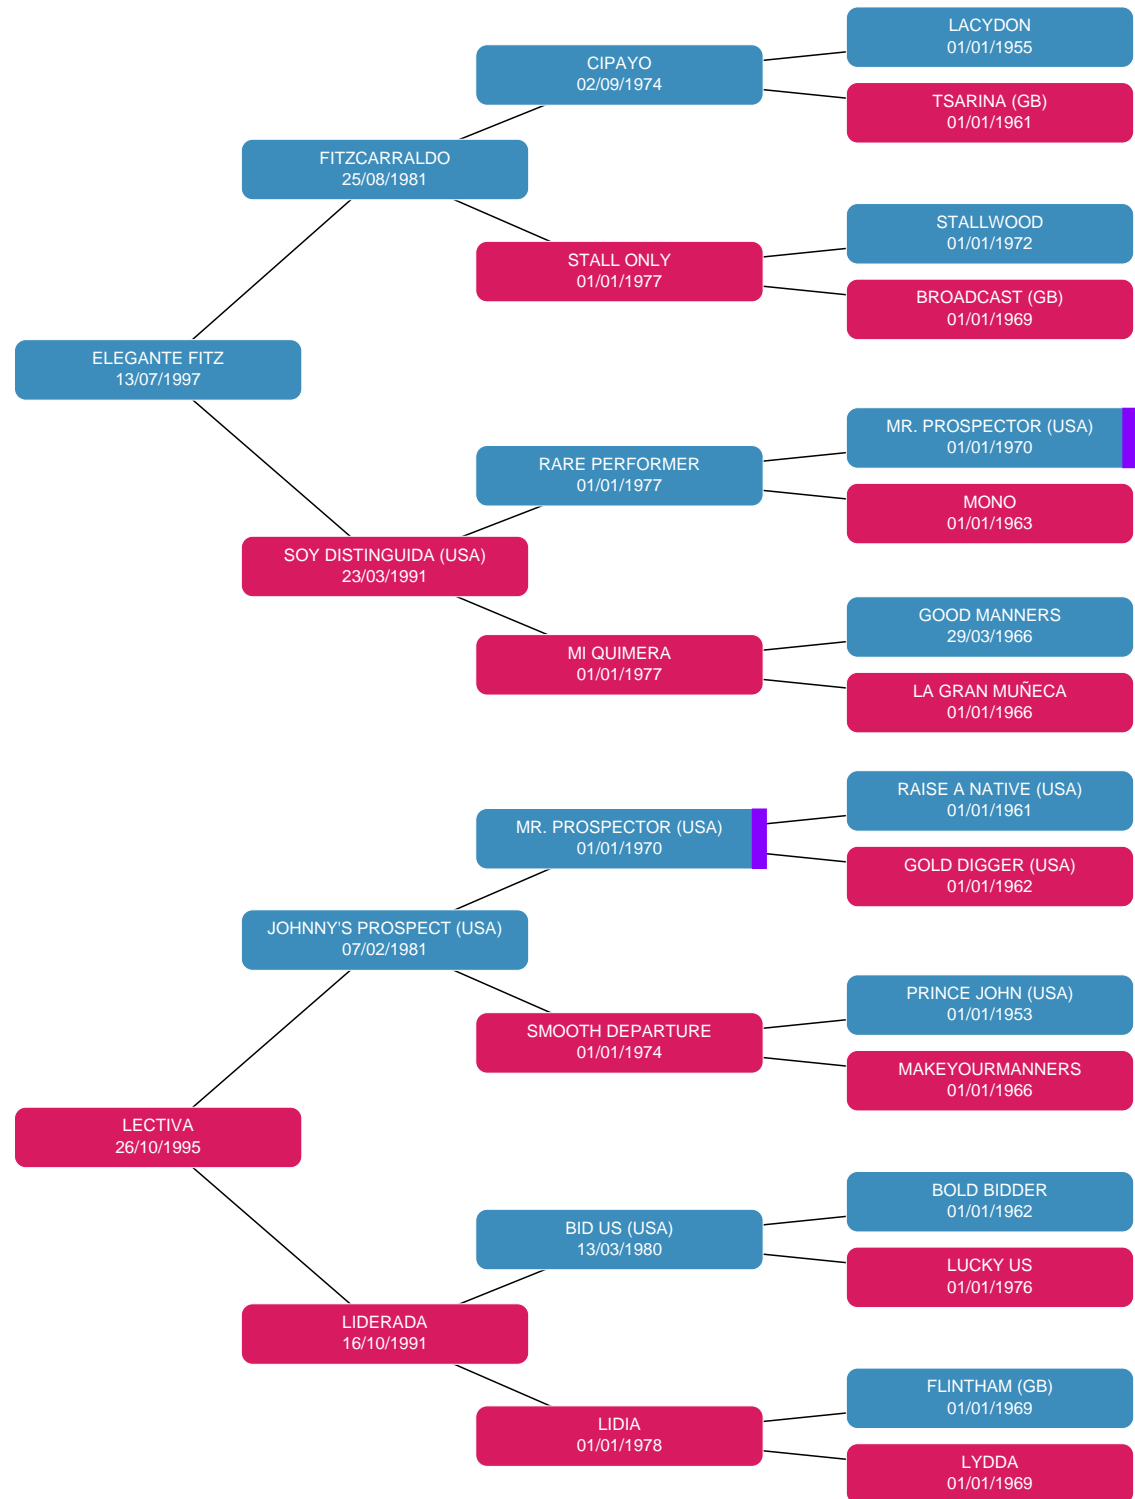 LACYDON
01/01/1955
CIPAYO
02/09/1974
TSARINA (GB)
01/01/1961
FITZCARRALDO
25/08/1981
STALLWOOD
01/01/1972
STALL ONLY
01/01/1977
BROADCAST (GB)
01/01/1969
ELEGANTE FITZ
13/07/1997
MR. PROSPECTOR (USA)
01/01/1970
RARE PERFORMER
01/01/1977
MONO
01/01/1963
SOY DISTINGUIDA (USA)
23/03/1991
GOOD MANNERS
29/03/1966
MI QUIMERA
01/01/1977
LA GRAN MUÑECA
01/01/1966
RAISE A NATIVE (USA)
01/01/1961
MR. PROSPECTOR (USA)
01/01/1970
GOLD DIGGER (USA)
01/01/1962
JOHNNY'S PROSPECT (USA)
07/02/1981
PRINCE JOHN (USA)
01/01/1953
SMOOTH DEPARTURE
01/01/1974
MAKEYOURMANNERS
01/01/1966
LECTIVA
26/10/1995
BOLD BIDDER
01/01/1962
BID US (USA)
13/03/1980
LUCKY US
01/01/1976
LIDERADA
16/10/1991
FLINTHAM (GB)
01/01/1969
LIDIA
01/01/1978
LYDDA
01/01/1969